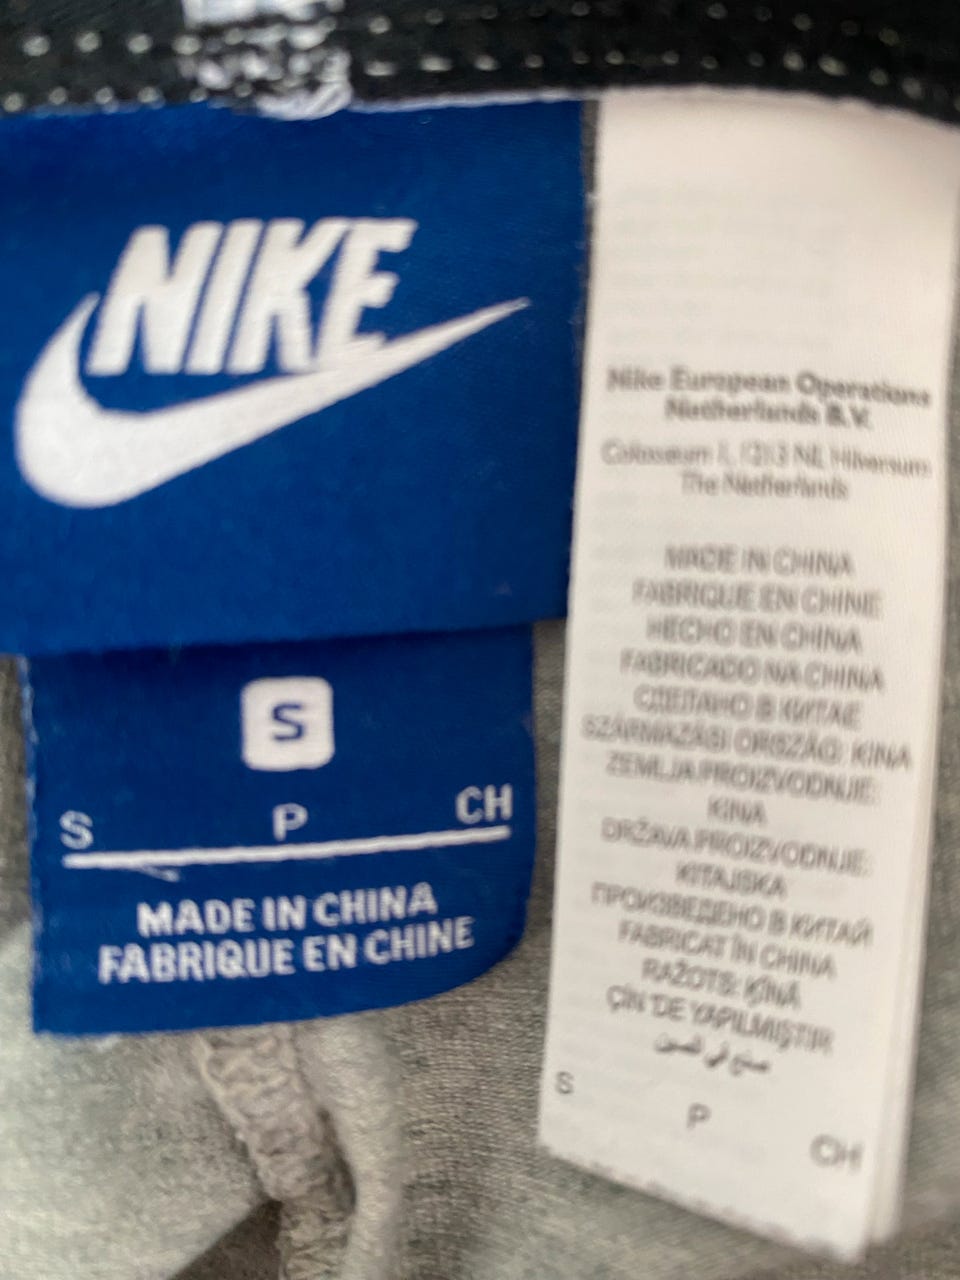 NIKE
S
S P CH
MADE IN CHINA
FABRIQUE EN CHINE
Nike European Operations
Netherlands B.V.
Colosseum 1, 1213 NL Hilversum
The Netherlands
MADE IN CHINA
FABRIQUE EN CHINE
HECHO EN CHINA
FABRICADO NA CHINA
СДЕЛАНО В КИТАЕ
SZÁRMAZÁSI ORSZÁG: KÍNA
ZEMLJA PROIZVODNJE:
KINA
DRŽAVA PROIZVODNJE:
KITAJSKA
ПРОИЗВЕДЕНО В КИТАЙ
FABRICAT ÎN CHINA
RAŽOTS: ĶĪNĀ
ÇİN'DE YAPILMIŞTIR
صنع في الصين
S P CH